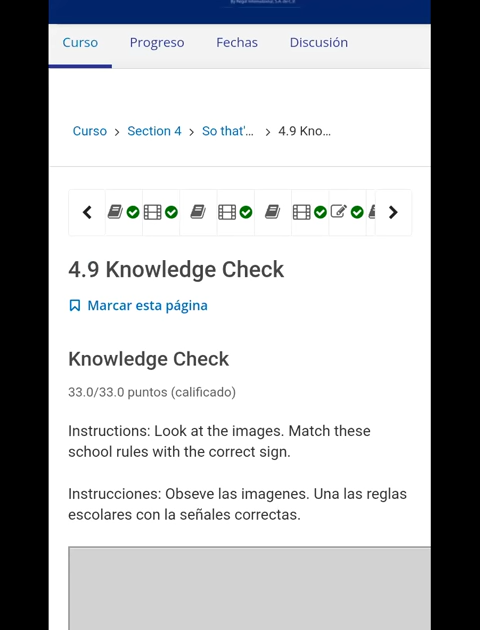 Curso Progreso Fechas Discusión
Curso > Section 4 > So that'... > 4.9 Kno...
4.9 Knowledge Check
Marcar esta página
Knowledge Check
33.0/33.0 puntos (calificado)
Instructions: Look at the images. Match these
school rules with the correct sign.
Instrucciones: Obseve las imagenes. Una las reglas
escolares con la señales correctas.